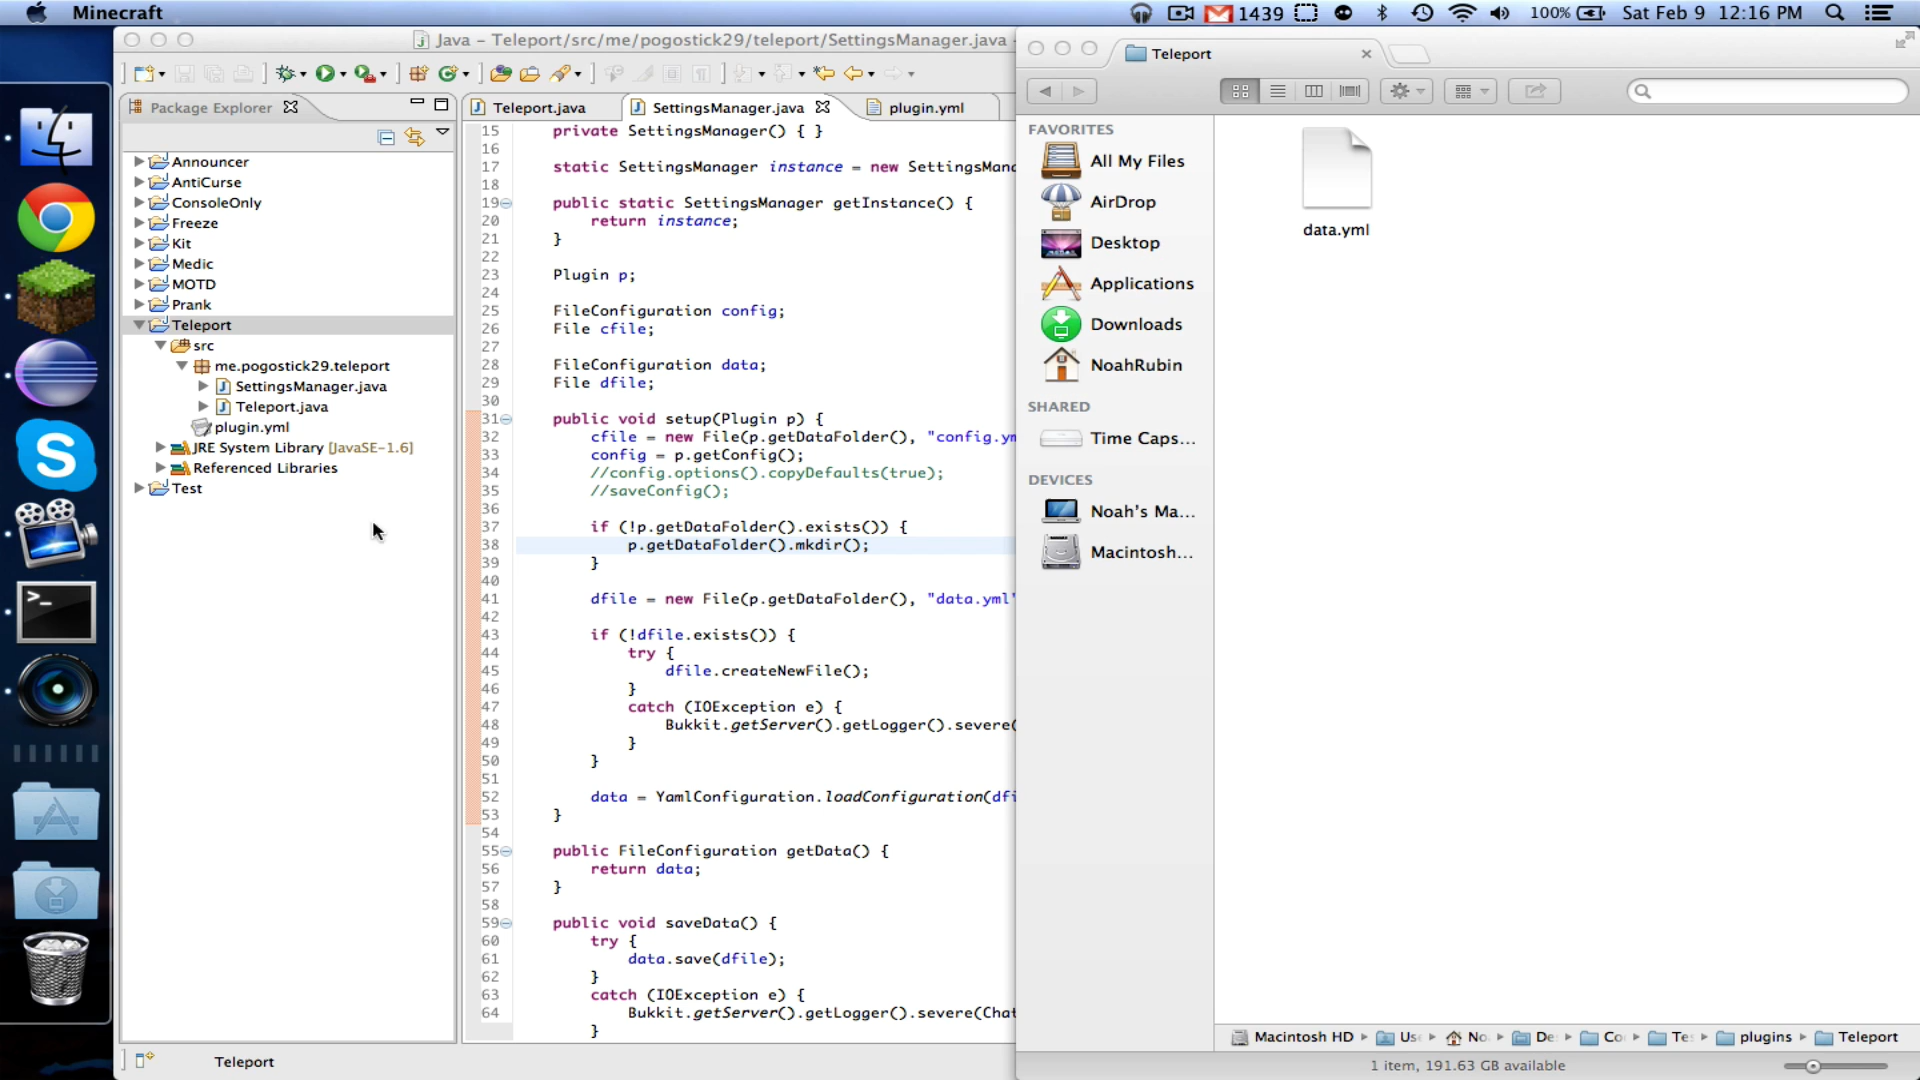 Minecraft
1439
100%
Sat Feb 9 12:16 PM
Java – Teleport/src/me/pogostick29/teleport/SettingsManager.java –
Package Explorer
Announcer
AntiCurse
ConsoleOnly
Freeze
Kit
Medic
MOTD
Prank
Teleport
src
me.pogostick29.teleport
SettingsManager.java
Teleport.java
plugin.yml
JRE System Library [JavaSE-1.6]
Referenced Libraries
Test
Teleport.java
SettingsManager.java
plugin.yml
15 private SettingsManager() { }
16
17 static SettingsManager instance = new SettingsMana
18
19 public static SettingsManager getInstance() {
20 return instance;
21 }
22
23 Plugin p;
24
25 FileConfiguration config;
26 File cfile;
27
28 FileConfiguration data;
29 File dfile;
30
31 public void setup(Plugin p) {
32 cfile = new File(p.getDataFolder(), "config.ym
33 config = p.getConfig();
34 //config.options().copyDefaults(true);
35 //saveConfig();
36
37 if (!p.getDataFolder().exists()) {
38 p.getDataFolder().mkdir();
39 }
40
41 dfile = new File(p.getDataFolder(), "data.yml"
42
43 if (!dfile.exists()) {
44 try {
45 dfile.createNewFile();
46 }
47 catch (IOException e) {
48 Bukkit.getServer().getLogger().severe(
49 }
50 }
51
52 data = YamlConfiguration.loadConfiguration(dfi
53 }
54
55 public FileConfiguration getData() {
56 return data;
57 }
58
59 public void saveData() {
60 try {
61 data.save(dfile);
62 }
63 catch (IOException e) {
64 Bukkit.getServer().getLogger().severe(Chat
}
Teleport
Teleport
FAVORITES
All My Files
AirDrop
Desktop
Applications
Downloads
NoahRubin
SHARED
Time Caps...
DEVICES
Noah's Ma...
Macintosh...
data.yml
Macintosh HD
Us
No
De
Co
Te
plugins
Teleport
1 item, 191.63 GB available